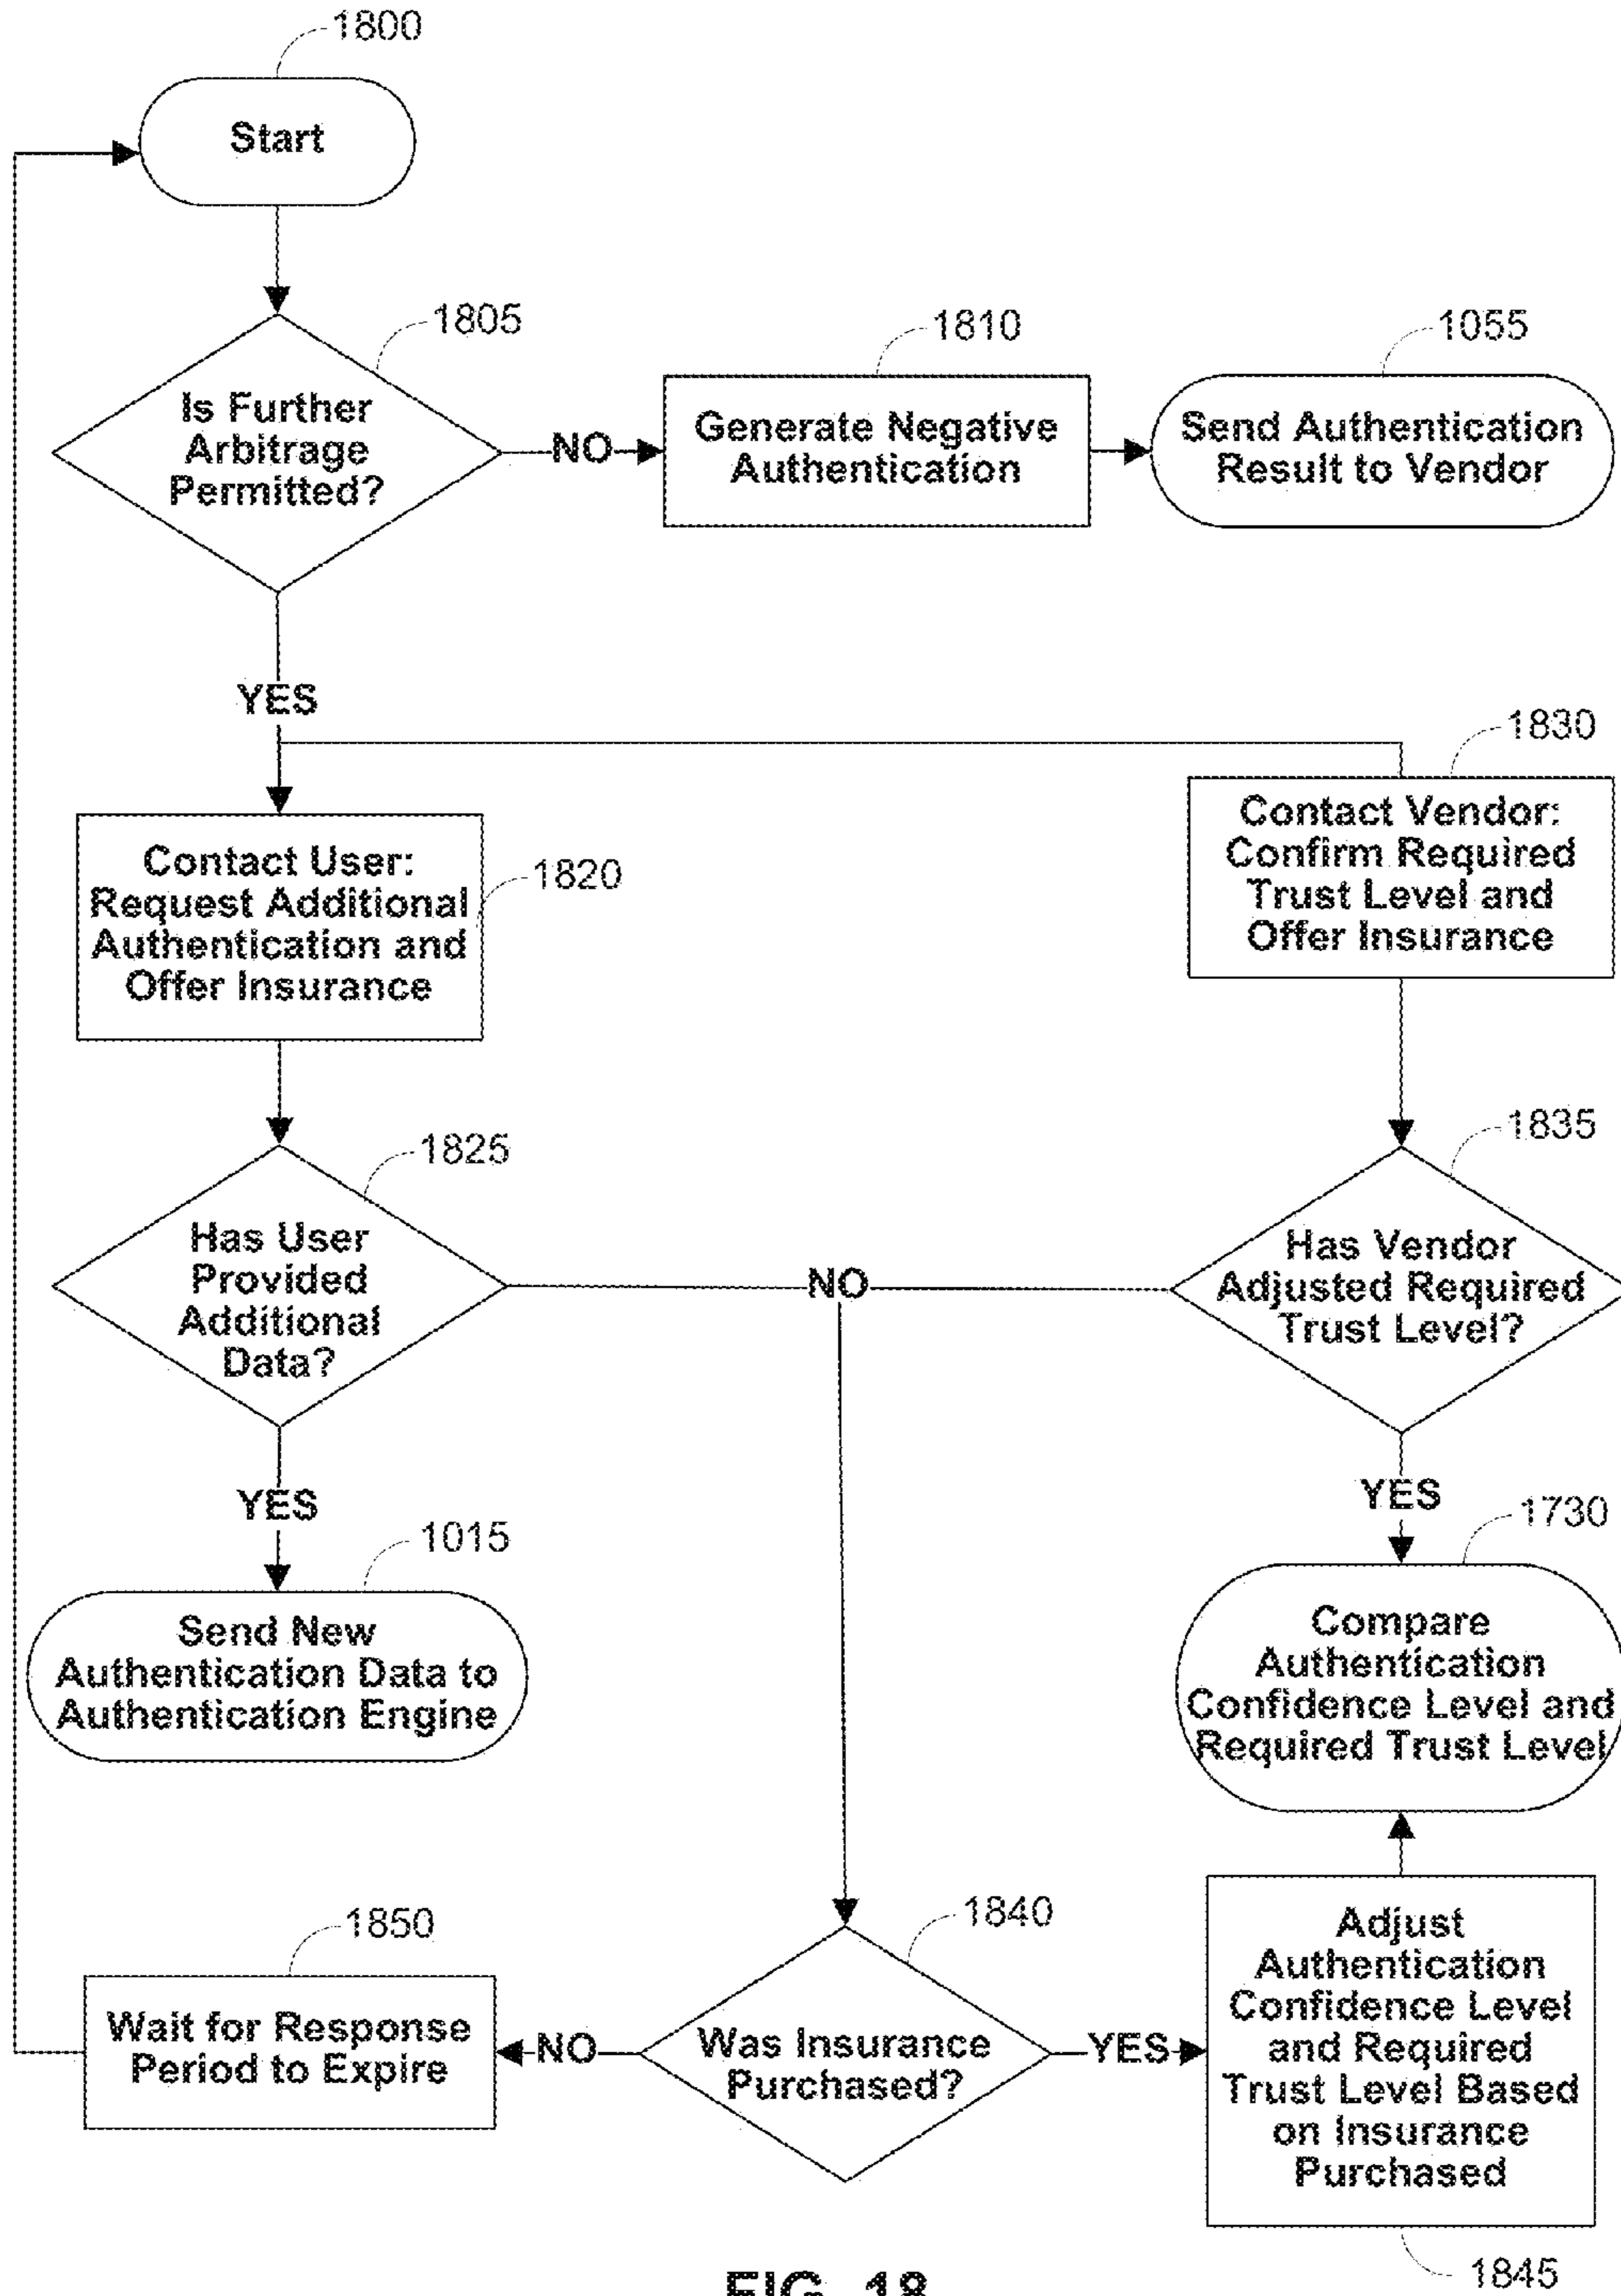 1800
Start
1805
Is Further
Arbitrage
Permitted?
NO
1810
Generate Negative
Authentication
1055
Send Authentication
Result to Vendor
YES
1830
Contact Vendor:
Confirm Required
Trust Level and
Offer Insurance
Contact User:
Request Additional
Authentication and
Offer Insurance
1820
1825
Has User
Provided
Additional
Data?
NO
1835
Has Vendor
Adjusted Required
Trust Level?
YES
YES
1015
Send New
Authentication Data to
Authentication Engine
1730
Compare
Authentication
Confidence Level and
Required Trust Level
1850
Wait for Response
Period to Expire
NO
1840
Was Insurance
Purchased?
YES
Adjust
Authentication
Confidence Level
and Required
Trust Level Based
on Insurance
Purchased
1845
FIG. 18